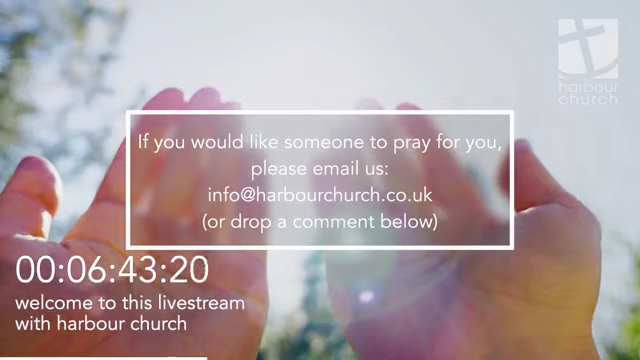 harbour
church
If you would like someone to pray for you,
please email us:
info@harbourchurch.co.uk
(or drop a comment below)
00:06:43:20
welcome to this livestream
with harbour church